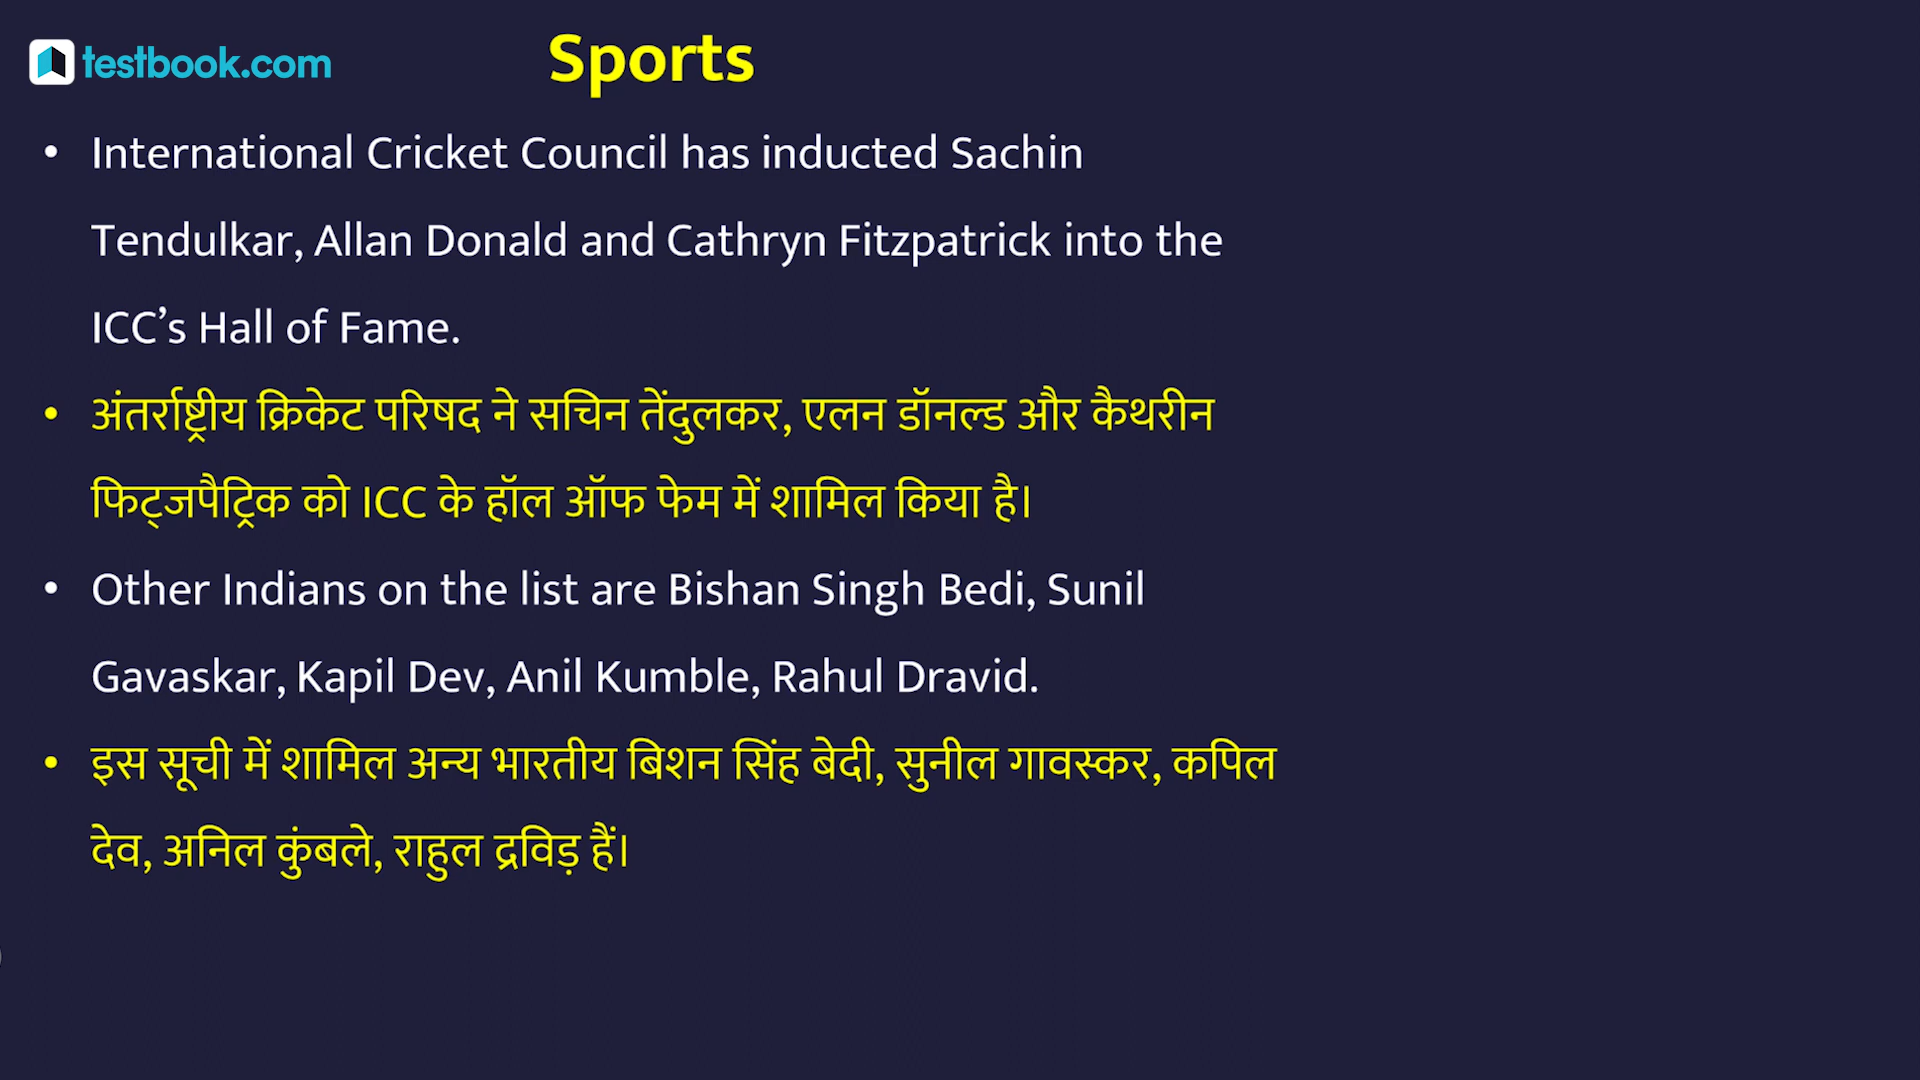 testbook.com
Sports
• International Cricket Council has inducted Sachin
Tendulkar, Allan Donald and Cathryn Fitzpatrick into the
ICC’s Hall of Fame.
• अंतर्राष्ट्रीय क्रिकेट परिषद ने सचिन तेंदुलकर, एलन डॉनल्ड और कैथरीन
फिट्जपैट्रिक को ICC के हॉल ऑफ फेम में शामिल किया है।
• Other Indians on the list are Bishan Singh Bedi, Sunil
Gavaskar, Kapil Dev, Anil Kumble, Rahul Dravid.
• इस सूची में शामिल अन्य भारतीय बिशन सिंह बेदी, सुनील गावस्कर, कपिल
देव, अनिल कुंबले, राहुल द्रविड़ हैं।